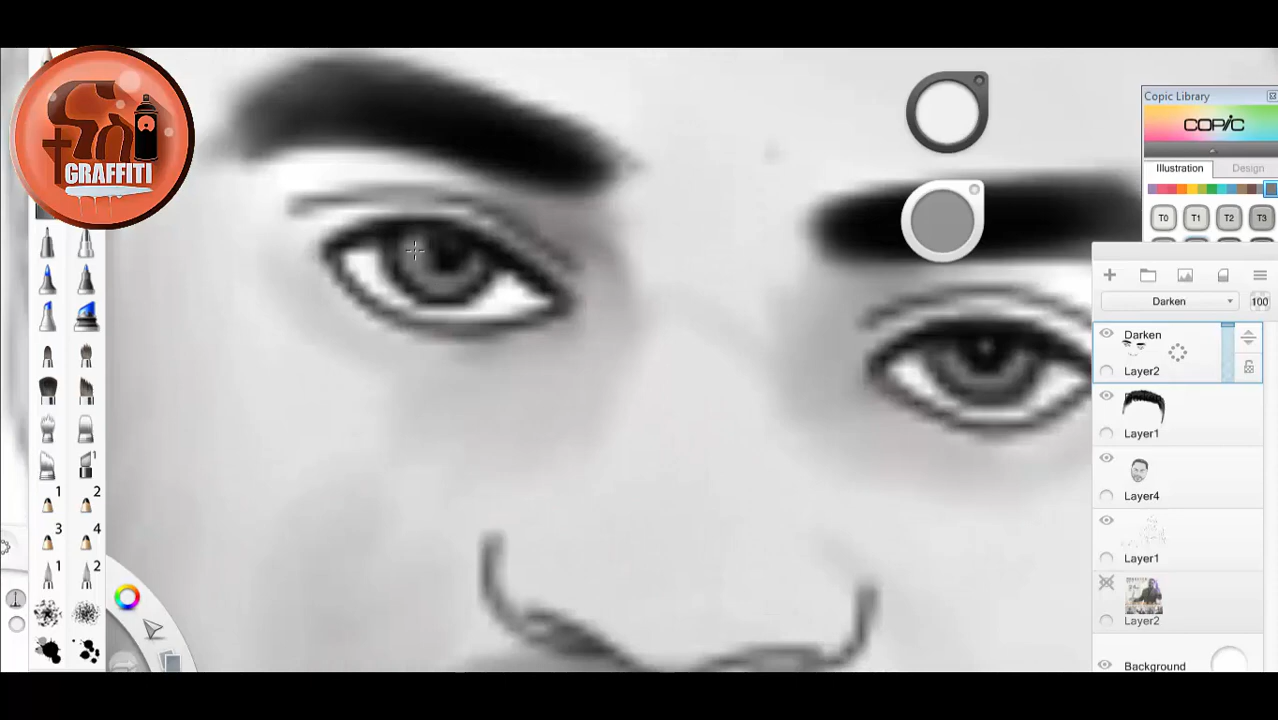 GRAFFITI
Copic Library
COPIC
Illustration
Design
T0
T1
T2
T3
Darken
100
Darken
Layer2
Layer1
Layer4
Layer1
Layer2
Background
1
1
2
3
4
1
2